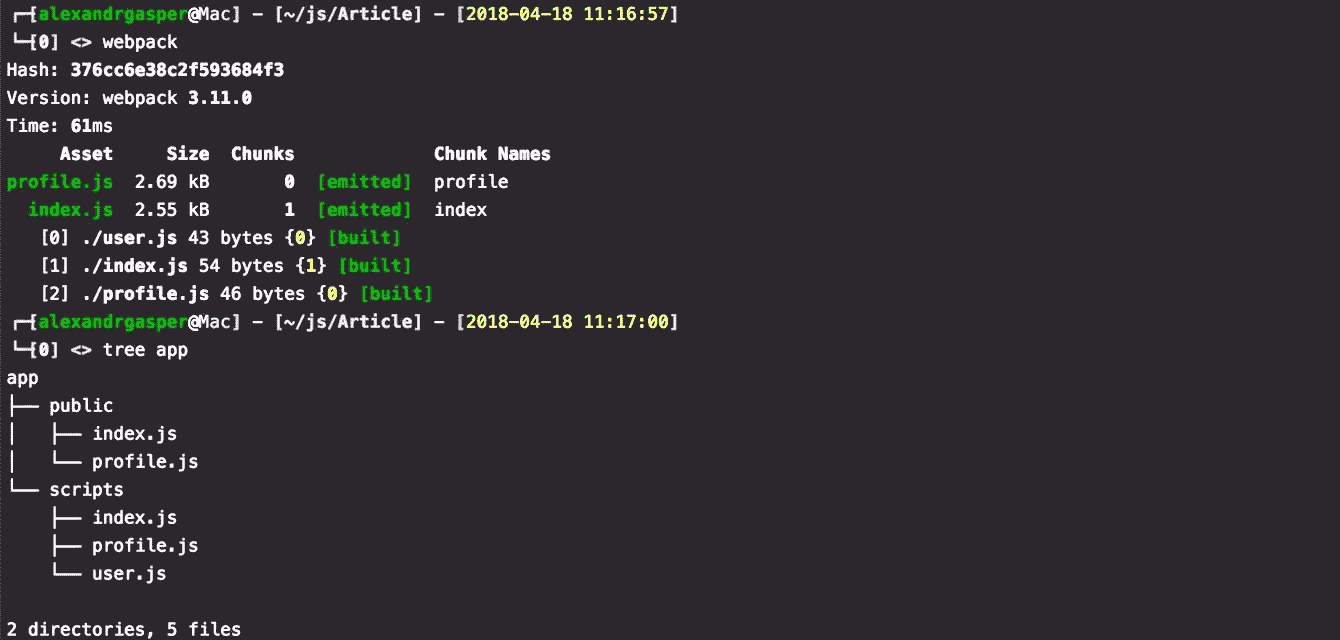 ┌─[alexandrgasper@Mac] - [~/js/Article] - [2018-04-18 11:16:57]
└─[0] <> webpack
Hash: 376cc6e38c2f593684f3
Version: webpack 3.11.0
Time: 61ms
     Asset     Size  Chunks             Chunk Names
profile.js  2.69 kB       0  [emitted]  profile
  index.js  2.55 kB       1  [emitted]  index
   [0] ./user.js 43 bytes {0} [built]
   [1] ./index.js 54 bytes {1} [built]
   [2] ./profile.js 46 bytes {0} [built]
┌─[alexandrgasper@Mac] - [~/js/Article] - [2018-04-18 11:17:00]
└─[0] <> tree app
app
├── public
│   ├── index.js
│   └── profile.js
└── scripts
    ├── index.js
    ├── profile.js
    └── user.js

2 directories, 5 files